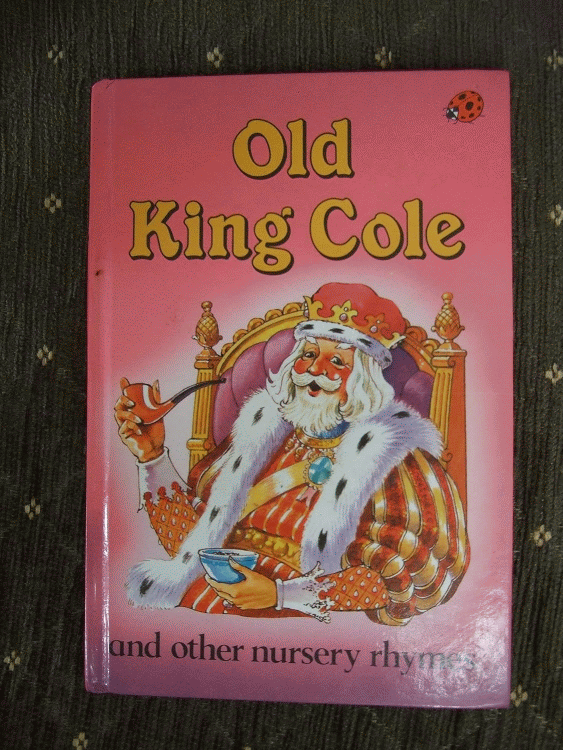 Old
King Cole
and other nursery rhymes